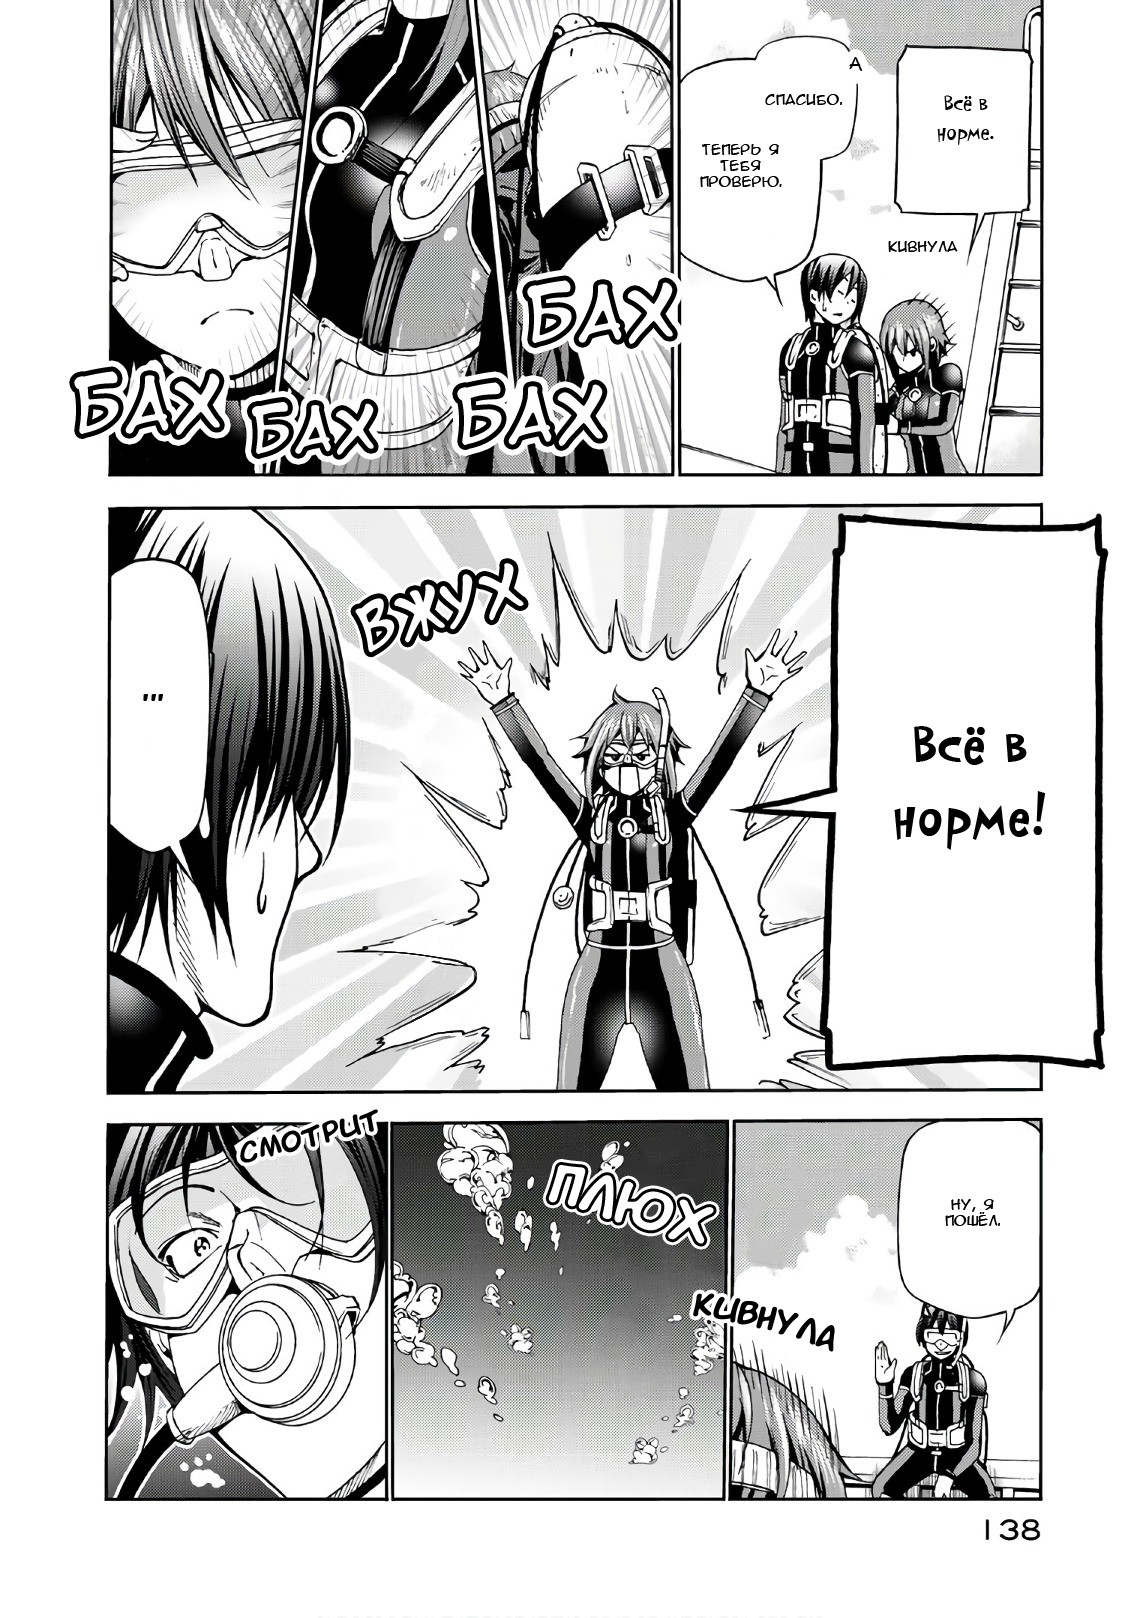 Всё в
норме.
кивнула
А
спасибо.
Теперь я
тебя
проверю.
БАХ
БАХ
БАХ
БАХ
Всё в
норме!
ВЖУХ
...
Ну, я
пошёл.
КИВНУЛА
ПЛЮХ
СМОТРИТ
138